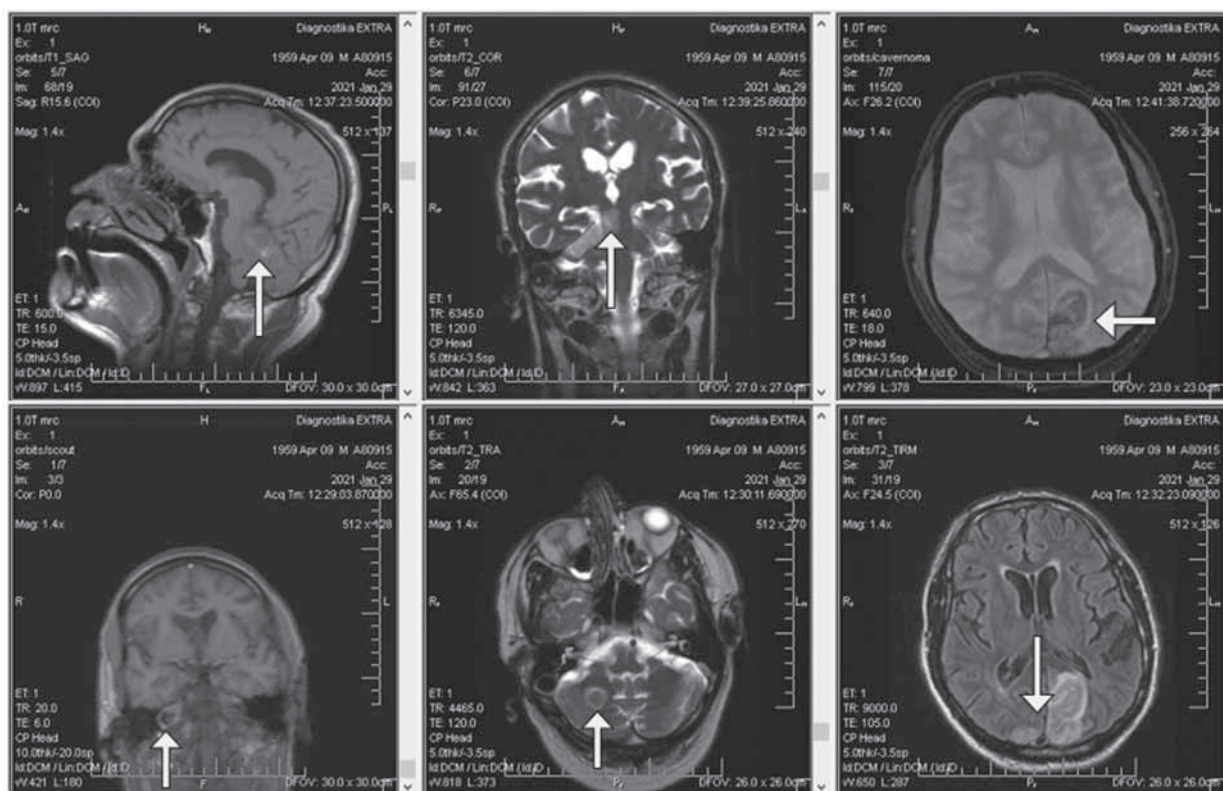 1.0T mrc Diagnostika EXTRA
Ex: 1
orbits/T1_SAG 1959 Apr 09 M A80915
Se: 5/7 Acc:
Im: 68/19 2021 Jan 29
Sag: R15.6 (COI) Acq Tm: 12:37:23.500000
Mag: 1.4x 512 x 137
ET: 1
TR: 600.0
TE: 15.0
CP Head
5.0thk/-3.5sp
Id:DCM / Lin:DCM / Id:ID
W:897 L:415 DFOV: 30.0 x 30.0cm
1.0T mrc Diagnostika EXTRA
Ex: 1
orbits/T2_COR 1959 Apr 09 M A80915
Se: 6/7 Acc:
Im: 91/27 2021 Jan 29
Cor: P23.0 (COI) Acq Tm: 12:39:25.860000
Mag: 1.4x 512 x 240
ET: 1
TR: 6345.0
TE: 120.0
CP Head
5.0thk/-3.5sp
Id:DCM / Lin:DCM / Id:ID
W:842 L:363 DFOV: 27.0 x 27.0cm
1.0T mrc Diagnostika EXTRA
Ex: 1
orbits/cavernoma 1959 Apr 09 M A80915
Se: 7/7 Acc:
Im: 115/20 2021 Jan 29
Ax: F26.2 (COI) Acq Tm: 12:41:38.720000
Mag: 1.4x 256 x 264
ET: 1
TR: 640.0
TE: 18.0
CP Head
5.0thk/-3.5sp
Id:DCM / Lin:DCM / Id:ID
W:799 L:378 DFOV: 23.0 x 23.0cm
1.0T mrc H Diagnostika EXTRA
Ex: 1
orbits/scout 1959 Apr 09 M A80915
Se: 1/7 Acc:
Im: 3/3 2021 Jan 29
Cor: P0.0 Acq Tm: 12:29:03.870000
Mag: 1.4x 512 x 128
R L
ET: 1
TR: 20.0
TE: 6.0
CP Head
10.0thk/-20.0sp
Id:DCM / Lin:DCM / Id:ID
W:421 L:180 F DFOV: 30.0 x 30.0cm
1.0T mrc Diagnostika EXTRA
Ex: 1
orbits/T2_TRA 1959 Apr 09 M A80915
Se: 2/7 Acc:
Im: 20/19 2021 Jan 29
Ax: F65.4 (COI) Acq Tm: 12:30:11.690000
Mag: 1.4x 512 x 270
ET: 1
TR: 4465.0
TE: 120.0
CP Head
5.0thk/-3.5sp
Id:DCM / Lin:DCM / Id:ID
W:818 L:373 DFOV: 26.0 x 26.0cm
1.0T mrc Diagnostika EXTRA
Ex: 1
orbits/T2_TIRM 1959 Apr 09 M A80915
Se: 3/7 Acc:
Im: 31/19 2021 Jan 29
Ax: F24.5 (COI) Acq Tm: 12:32:23.090000
Mag: 1.4x 512 x 126
ET: 1
TR: 9000.0
TE: 105.0
CP Head
5.0thk/-3.5sp
Id:DCM / Lin:DCM / Id:ID
W:650 L:287 DFOV: 26.0 x 26.0cm